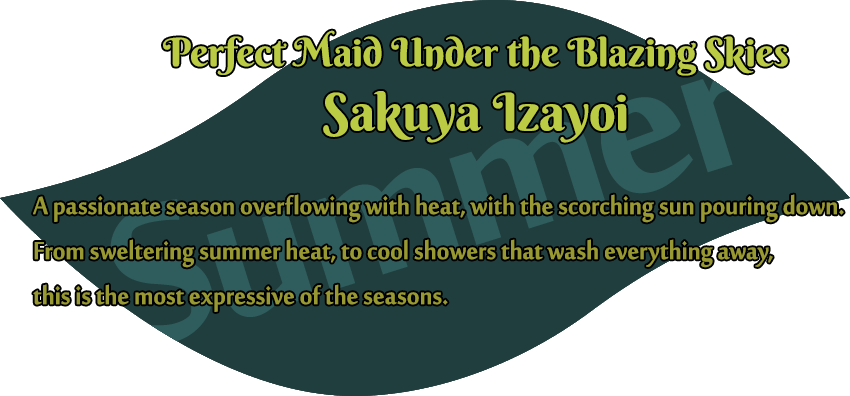 Perfect Maid Under the Blazing Skies
Sakuya Izayoi
Summer
A passionate season overflowing with heat, with the scorching sun pouring down.
From sweltering summer heat, to cool showers that wash everything away,
this is the most expressive of the seasons.